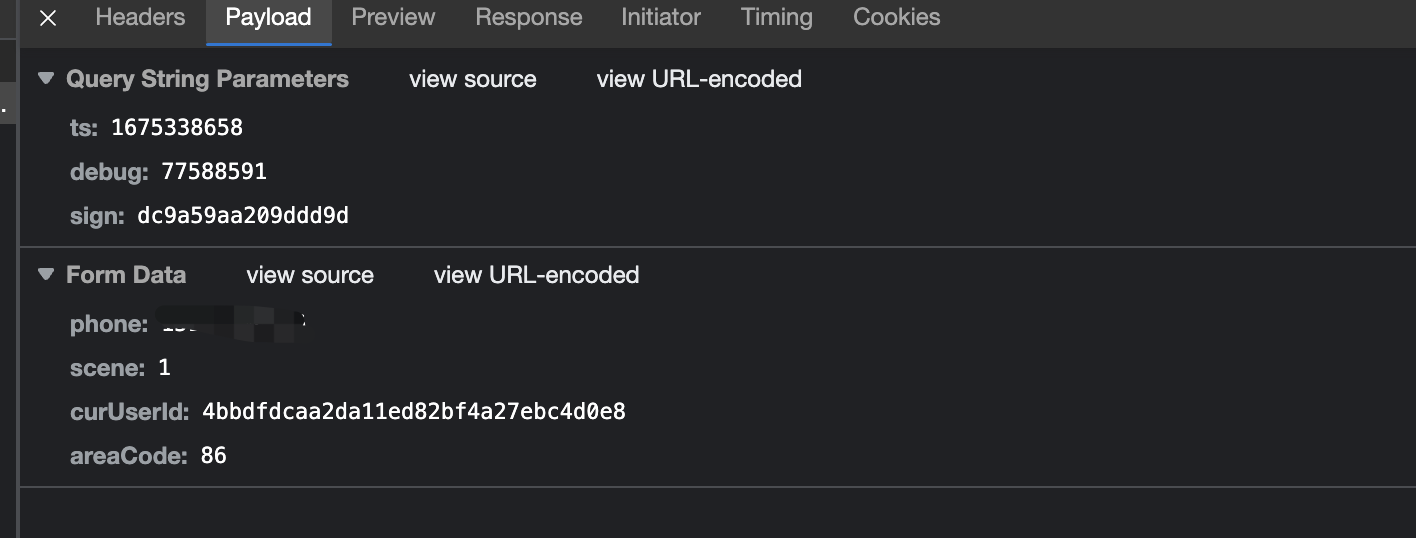 Headers Payload Preview Response Initiator Timing Cookies
Query String Parameters view source view URL-encoded
ts: 1675338658
debug: 77588591
sign: dc9a59aa209ddd9d
Form Data view source view URL-encoded
phone:
scene: 1
curUserId: 4bbdfdcaa2da11ed82bf4a27ebc4d0e8
areaCode: 86